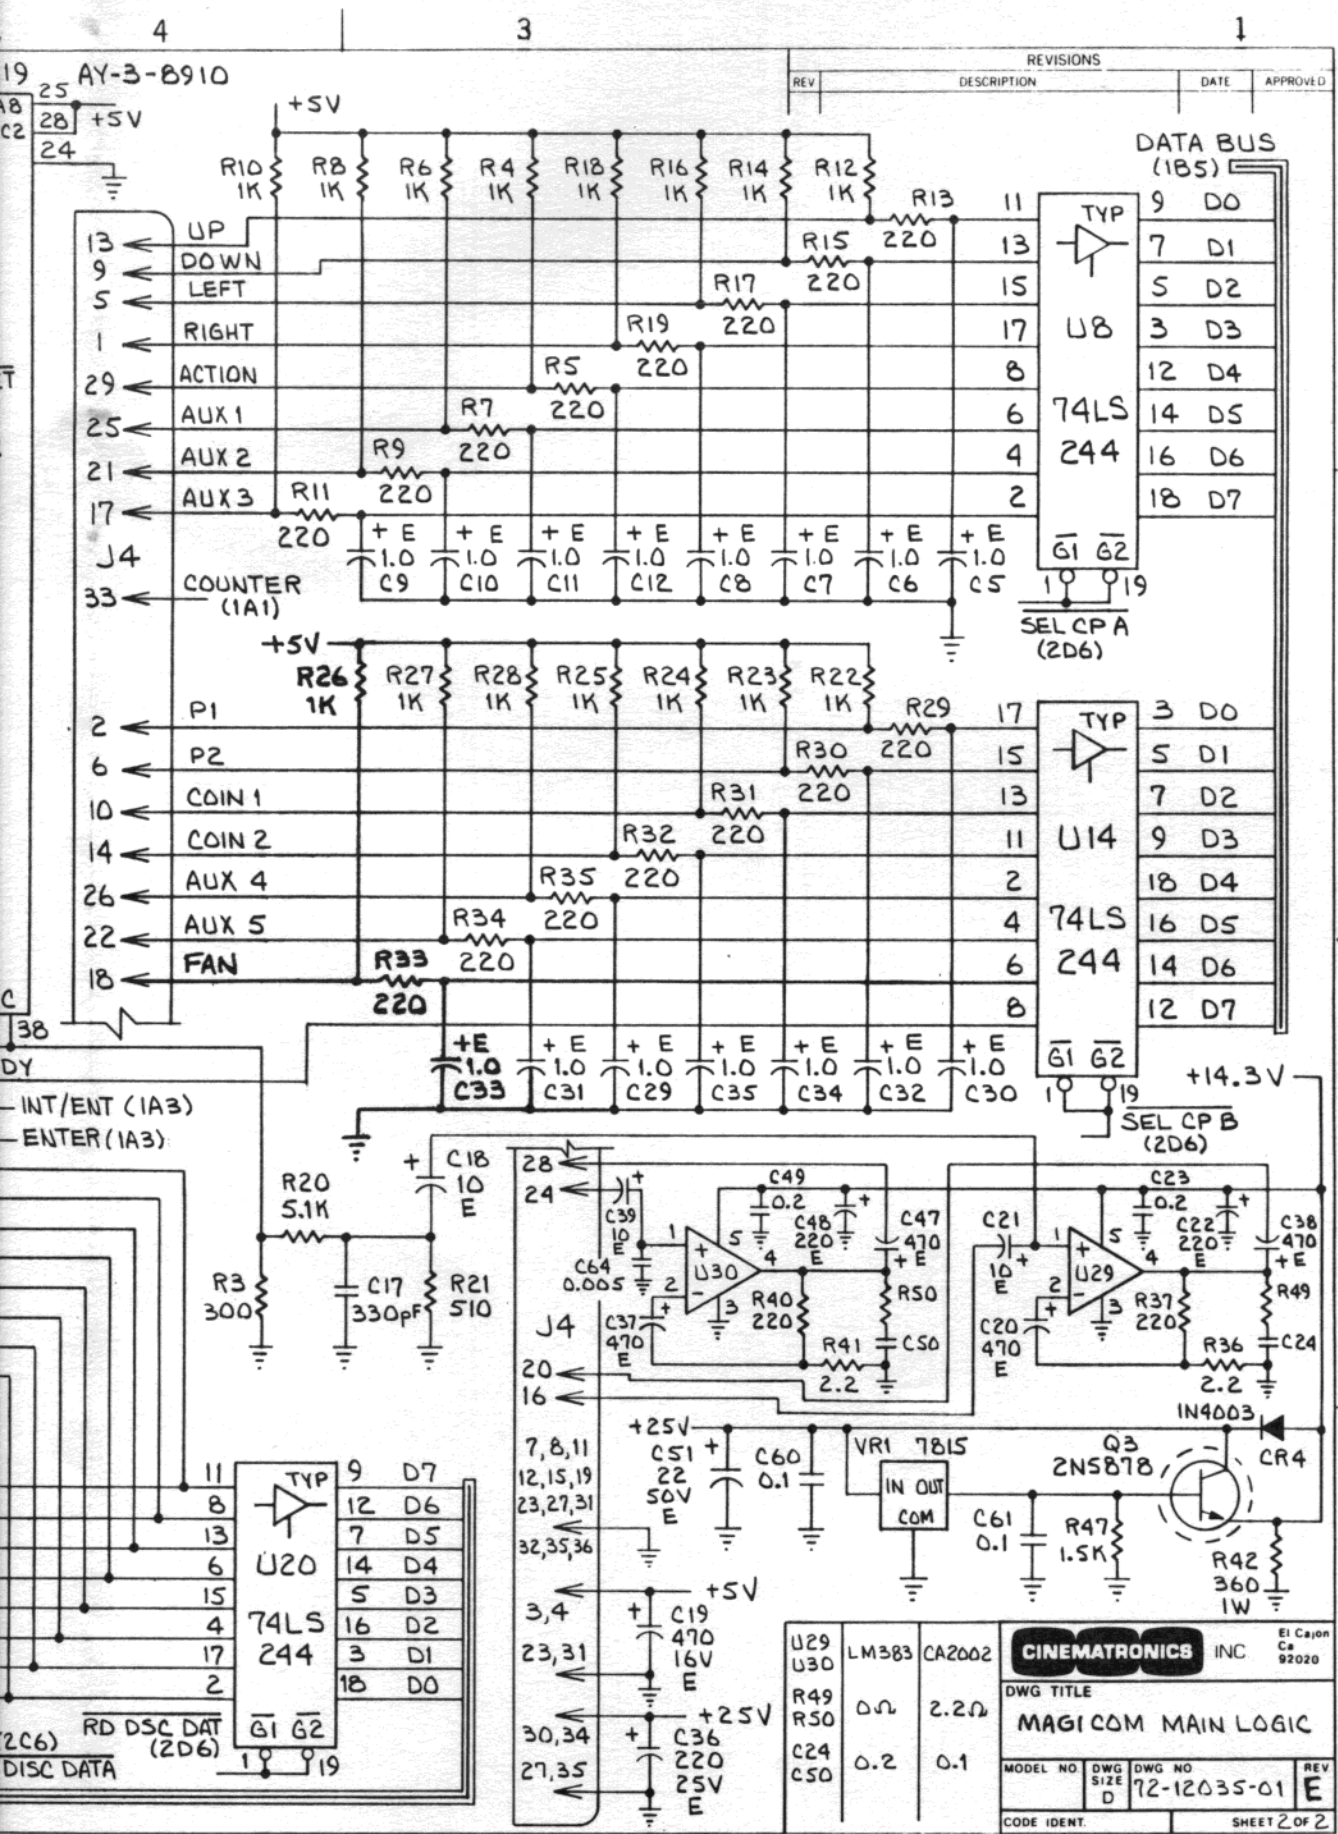 4
3
1
REVISIONS
REV
DESCRIPTION
DATE
APPROVED
19 AY-3-8910
A8
C2
25
28 +5V
24
+5V
DATA BUS
(1B5)
R10
1K
R8
1K
R6
1K
R4
1K
R18
1K
R16
1K
R14
1K
R12
1K
13 UP
9 DOWN
5 LEFT
1 RIGHT
29 ACTION
25 AUX 1
21 AUX 2
17 AUX 3
J4
33 COUNTER
(1A1)
R13
220
R15
220
R17
220
R19
220
R5
220
R7
220
R9
220
R11
220
+ E
1.0
C9
+ E
1.0
C10
+ E
1.0
C11
+ E
1.0
C12
+ E
1.0
C8
+ E
1.0
C7
+ E
1.0
C6
+ E
1.0
C5
TYP
U8
74LS
244
11 9 D0
13 7 D1
15 5 D2
17 3 D3
8 12 D4
6 14 D5
4 16 D6
2 18 D7
G1 G2
1 19
SEL CP A
(2D6)
+5V
R26
1K
R27
1K
R28
1K
R25
1K
R24
1K
R23
1K
R22
1K
2 P1
6 P2
10 COIN 1
14 COIN 2
26 AUX 4
22 AUX 5
18 FAN
R29
220
R30
220
R31
220
R32
220
R35
220
R34
220
R33
220
+E
1.0
C33
+ E
1.0
C31
+ E
1.0
C29
+ E
1.0
C35
+ E
1.0
C34
+ E
1.0
C32
+ E
1.0
C30
TYP
U14
74LS
244
17 3 D0
15 5 D1
13 7 D2
11 9 D3
2 18 D4
4 16 D5
6 14 D6
8 12 D7
G1 G2
1 19
SEL CP B
(2D6)
+14.3V
C
38
DY
INT/ENT (1A3)
ENTER (1A3)
R20
5.1K
+ C18
10
E
R3
300
C17
330pF
R21
510
28
24
C39
10
E
+
C64
0.005
J4
20
16
C37
470
E
+
1
2
3
4
5
+
-
U30
C49
0.2
C48
220
E
+
C47
470
+ E
R40
220
R50
R41
2.2
C50
C21
10
E
+
C20
470
E
+
1
2
3
4
5
+
-
U29
C23
0.2
C22
220
E
+
C38
470
+ E
R37
220
R49
R36
2.2
C24
+25V
C51
22
50V
E
+
C60
0.1
VR1 7815
IN OUT
COM
C61
0.1
R47
1.5K
Q3
2N5878
1N4003
CR4
R42
360
1W
7,8,11
12,15,19
23,27,31
32,35,36
+5V
3,4
23,31
+ C19
470
16V
E
+25V
30,34
27,35
+ C36
220
25V
E
TYP
U20
74LS
244
11 9 D7
8 12 D6
13 7 D5
6 14 D4
15 5 D3
4 16 D2
17 3 D1
2 18 D0
G1 G2
1 19
RD DSC DAT
(2D6)
(2C6)
DISC DATA
U29
U30
LM383
CA2002
R49
R50
0Ω
2.2Ω
C24
C50
0.2
0.1
CINEMATRONICS INC
El Cajon
Ca
92020
DWG TITLE
MAGICOM MAIN LOGIC
MODEL NO.
DWG
SIZE
D
DWG NO
72-12035-01
REV
E
CODE IDENT.
SHEET 2 OF 2